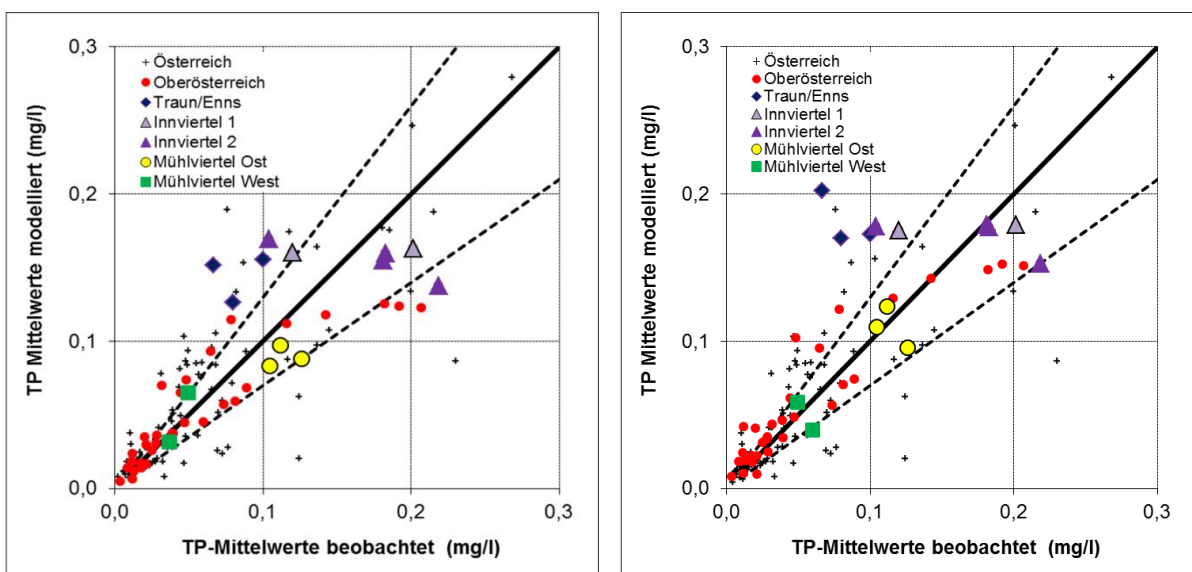 TP Mittelwerte modelliert (mg/l)
0,3
0,2
0,1
0,0
Österreich
Oberösterreich
Traun/Enns
Innviertel 1
Innviertel 2
Mühlviertel Ost
Mühlviertel West
0,0 0,1 0,2 0,3
TP-Mittelwerte beobachtet (mg/l)
TP Mittelwerte modelliert (mg/l)
0,3
0,2
0,1
0,0
Österreich
Oberösterreich
Traun/Enns
Innviertel 1
Innviertel 2
Mühlviertel Ost
Mühlviertel West
0,0 0,1 0,2 0,3
TP-Mittelwerte beobachtet (mg/l)